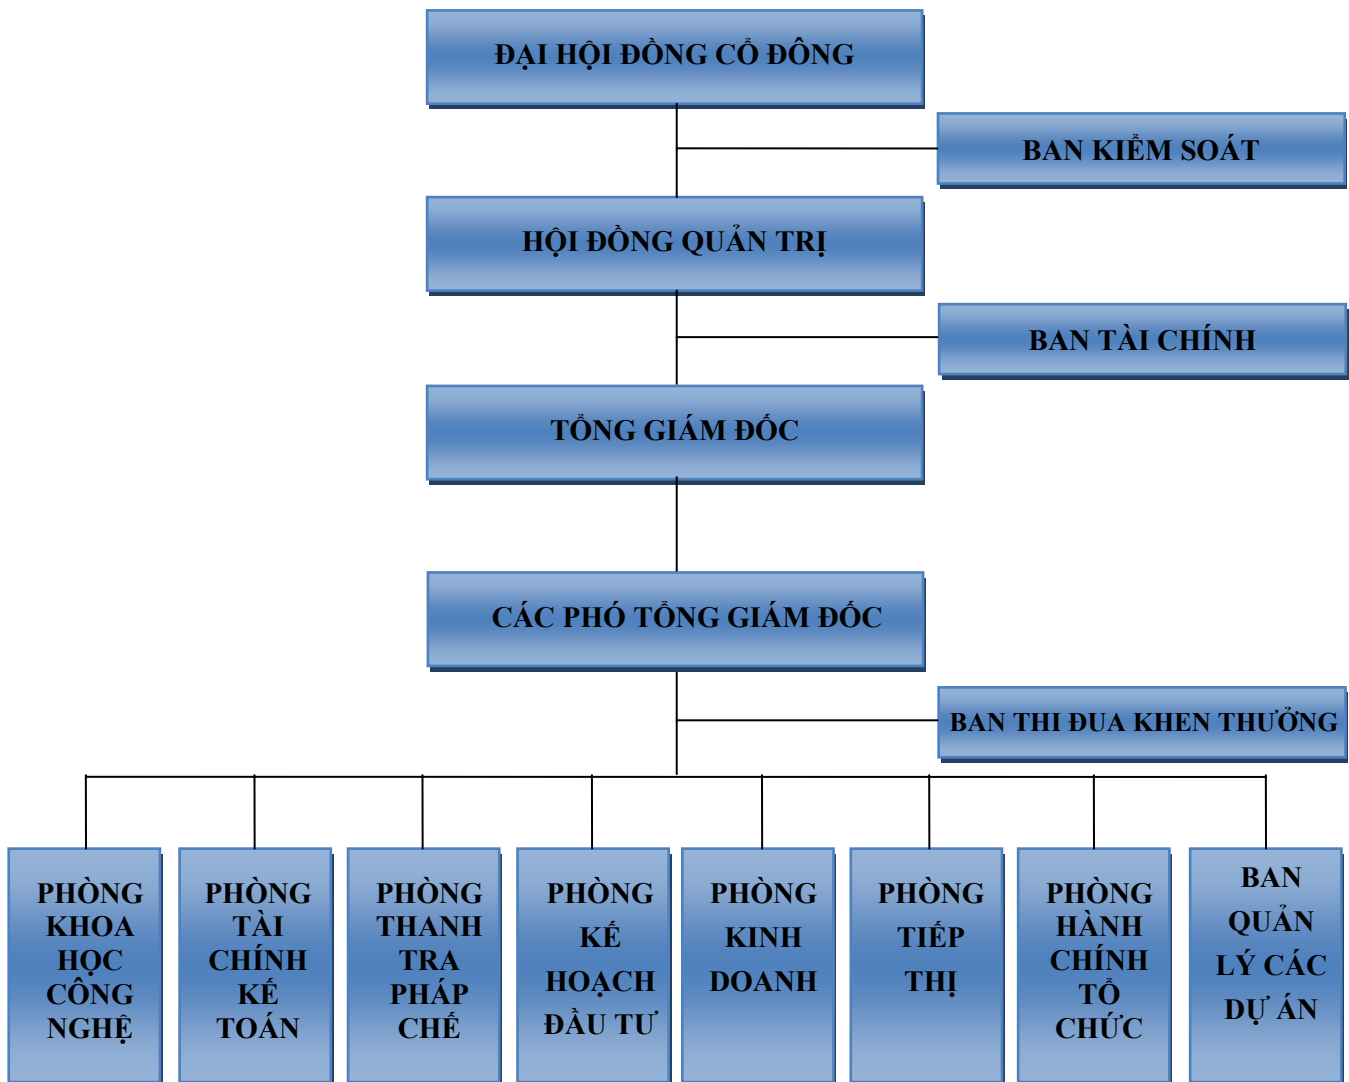 ĐẠI HỘI ĐỒNG CỔ ĐÔNG
BAN KIỂM SOÁT
HỘI ĐỒNG QUẢN TRỊ
BAN TÀI CHÍNH
TỔNG GIÁM ĐỐC
CÁC PHÓ TỔNG GIÁM ĐỐC
BAN THI ĐUA KHEN THƯỞNG
PHÒNG
KHOA
HỌC
CÔNG
NGHỆ
PHÒNG
TÀI
CHÍNH
KẾ
TOÁN
PHÒNG
THANH
TRA
PHÁP
CHẾ
PHÒNG
KẾ
HOẠCH
ĐẦU TƯ
PHÒNG
KINH
DOANH
PHÒNG
TIẾP
THỊ
PHÒNG
HÀNH
CHÍNH
TỔ
CHỨC
BAN
QUẢN
LÝ CÁC
DỰ ÁN